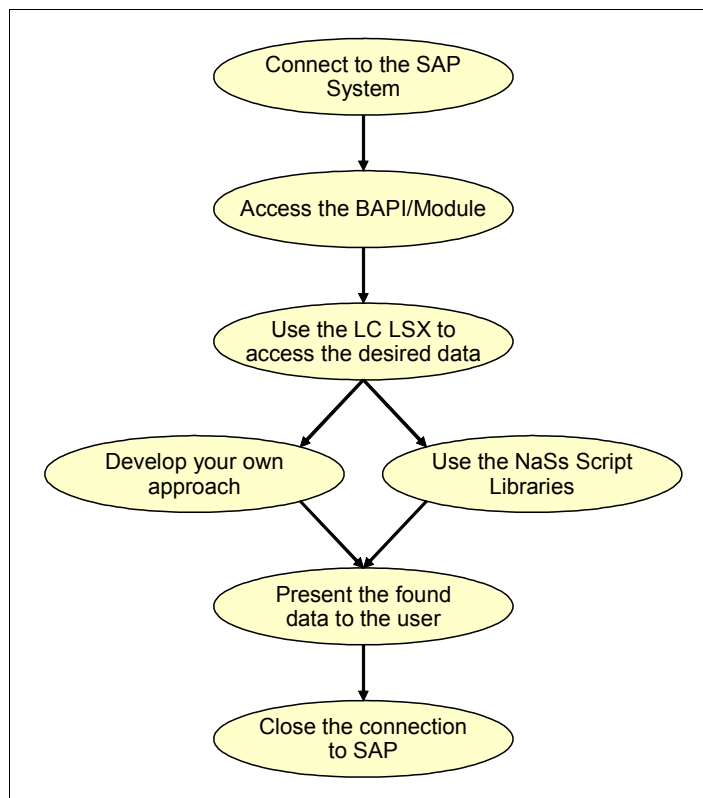 Connect to the SAP
System
Access the BAPI/Module
Use the LC LSX to
access the desired data
Develop your own
approach
Use the NaSs Script
Libraries
Present the found
data to the user
Close the connection
to SAP